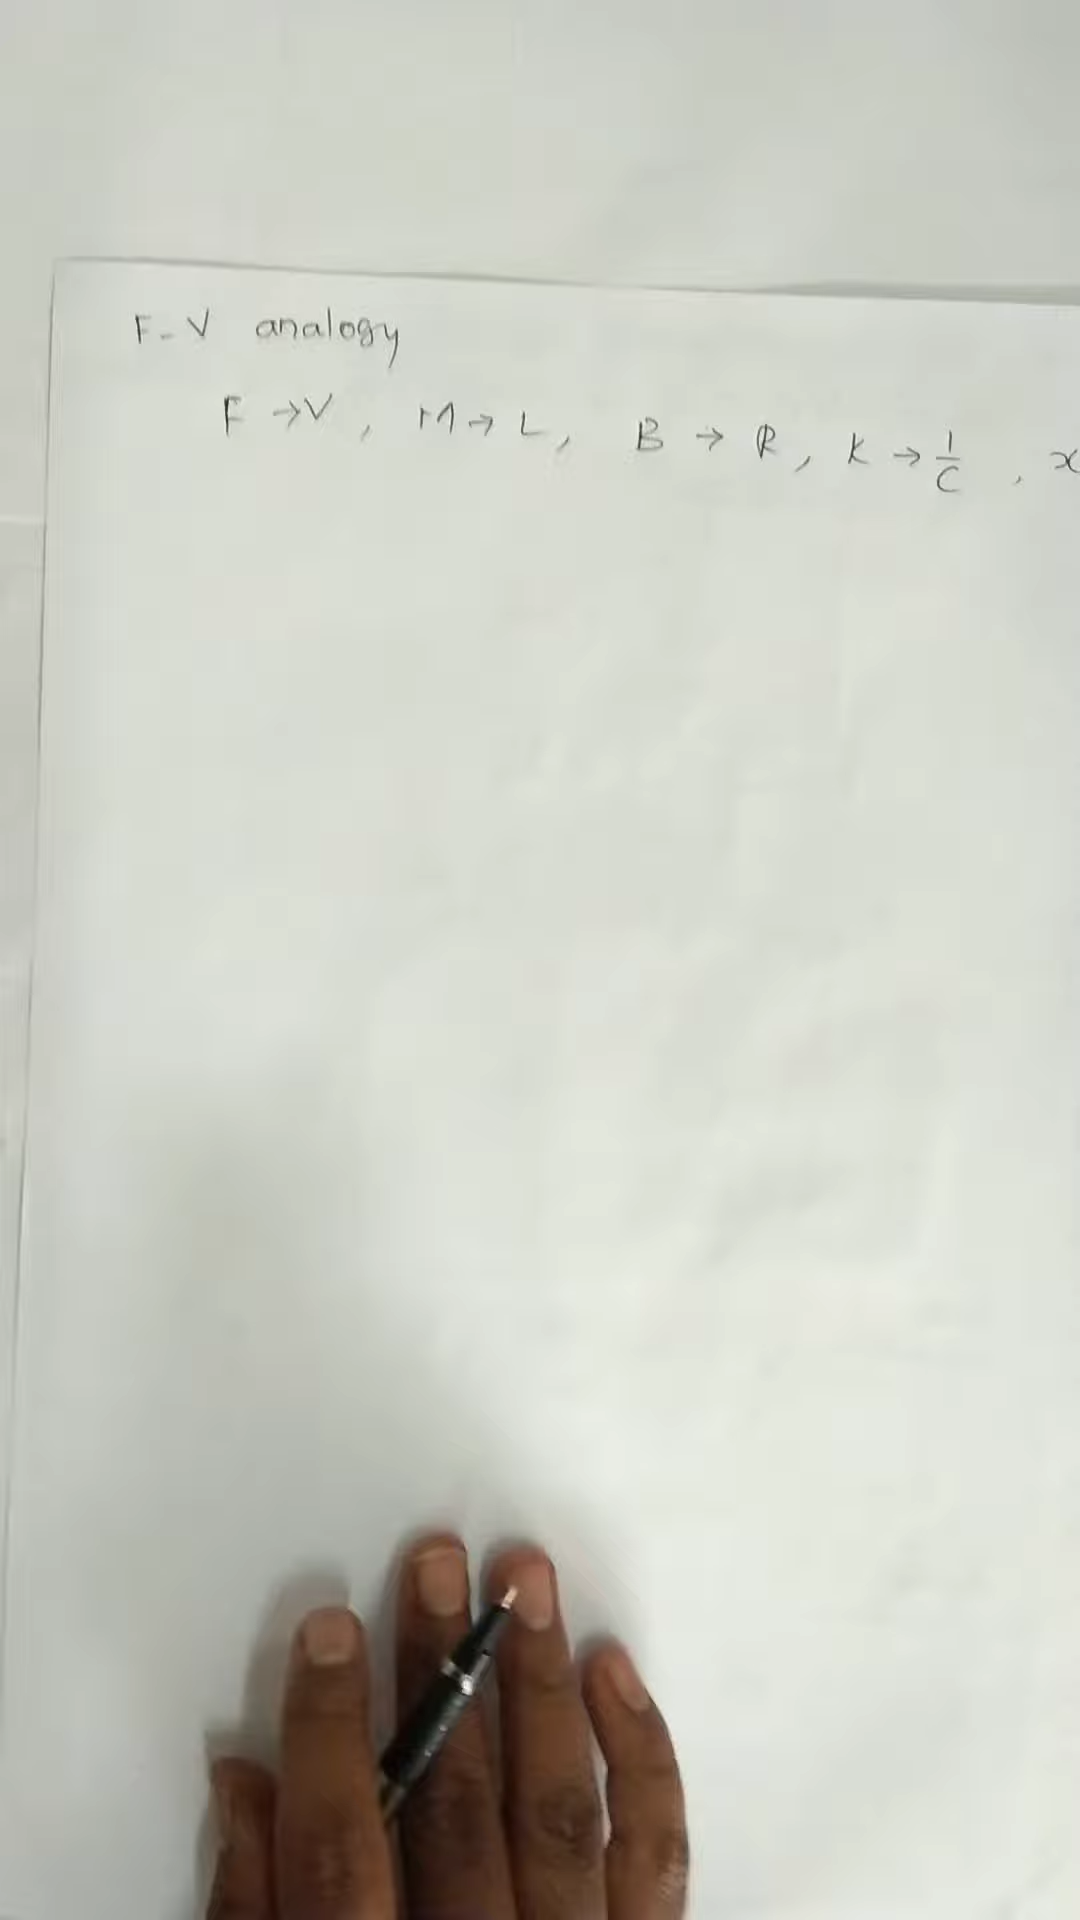 F-V analogy
F → V, M → L, B → R, K → 1/C, x